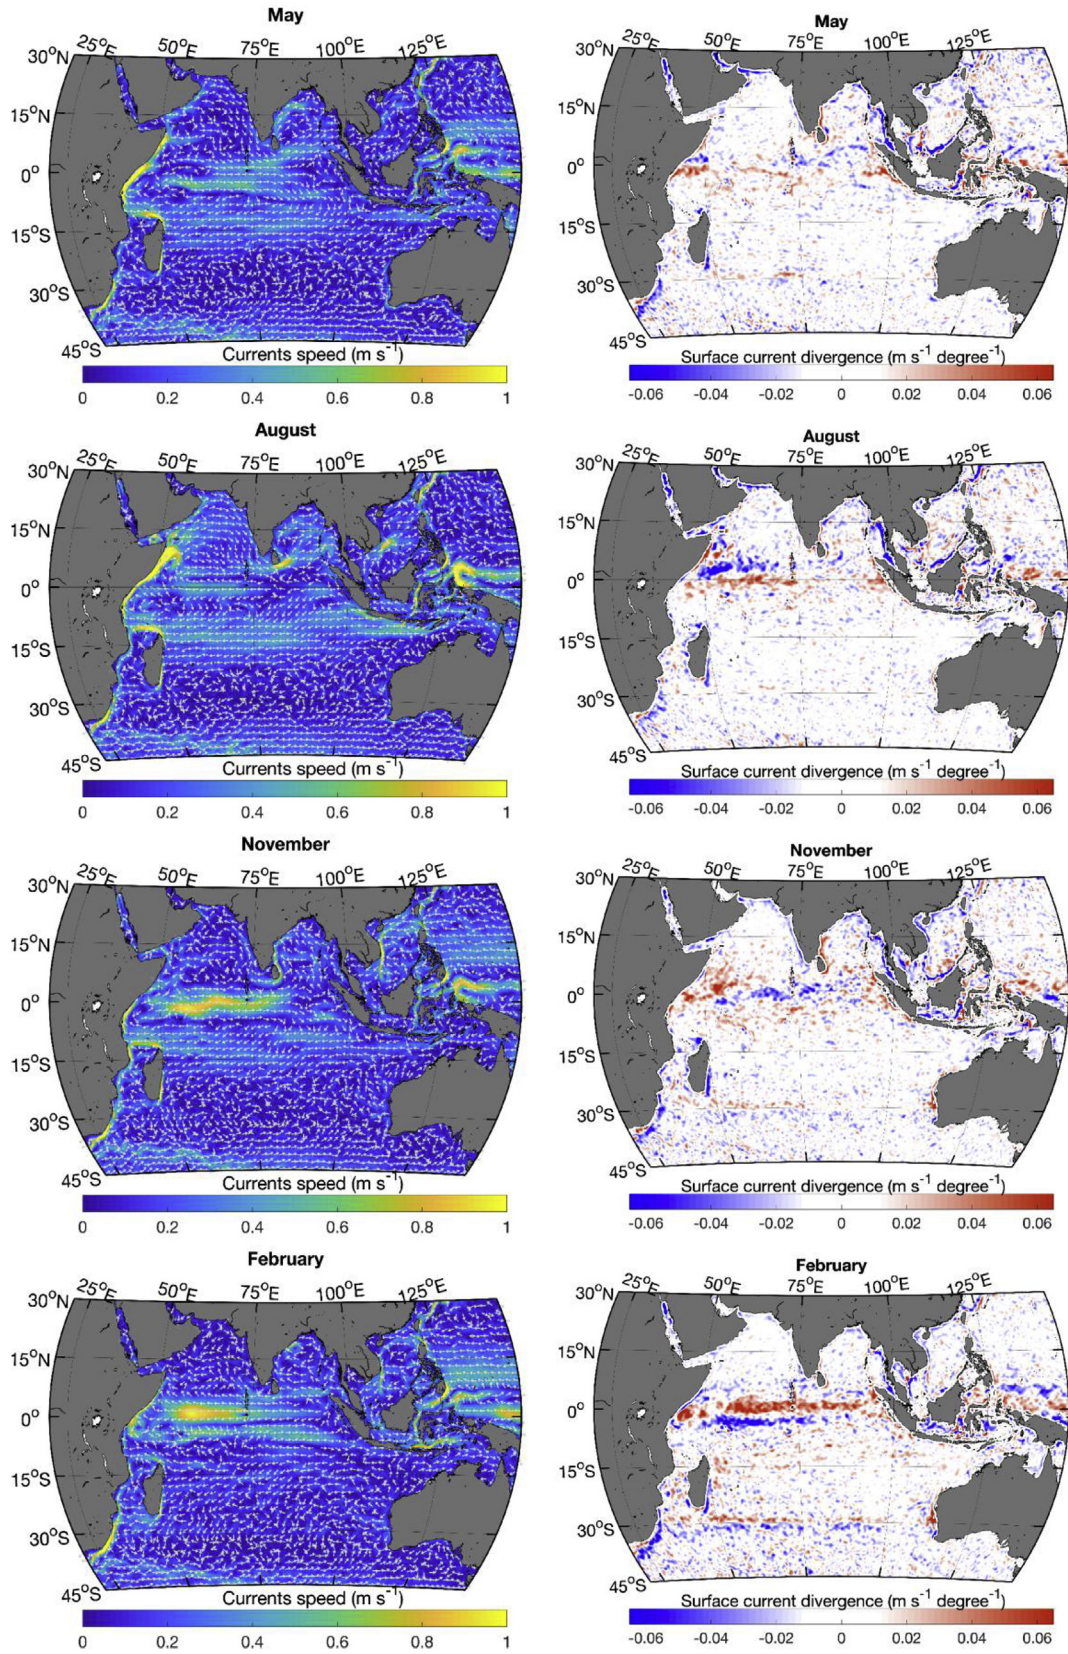 May
May
25°E 50°E 75°E 100°E 125°E
25°E 50°E 75°E 100°E 125°E
30°N
30°N
15°N
15°N
0°
0°
15°S
15°S
30°S
30°S
45°S
45°S
Currents speed (m s-1)
Surface current divergence (m s-1 degree-1)
0 0.2 0.4 0.6 0.8 1
-0.06 -0.04 -0.02 0 0.02 0.04 0.06
August
August
25°E 50°E 75°E 100°E 125°E
25°E 50°E 75°E 100°E 125°E
30°N
30°N
15°N
15°N
0°
0°
15°S
15°S
30°S
30°S
45°S
45°S
Currents speed (m s-1)
Surface current divergence (m s-1 degree-1)
0 0.2 0.4 0.6 0.8 1
-0.06 -0.04 -0.02 0 0.02 0.04 0.06
November
November
25°E 50°E 75°E 100°E 125°E
25°E 50°E 75°E 100°E 125°E
30°N
30°N
15°N
15°N
0°
0°
15°S
15°S
30°S
30°S
45°S
45°S
Currents speed (m s-1)
Surface current divergence (m s-1 degree-1)
0 0.2 0.4 0.6 0.8 1
-0.06 -0.04 -0.02 0 0.02 0.04 0.06
February
February
25°E 50°E 75°E 100°E 125°E
25°E 50°E 75°E 100°E 125°E
30°N
30°N
15°N
15°N
0°
0°
15°S
15°S
30°S
30°S
45°S
45°S
Currents speed (m s-1)
Surface current divergence (m s-1 degree-1)
0 0.2 0.4 0.6 0.8 1
-0.06 -0.04 -0.02 0 0.02 0.04 0.06